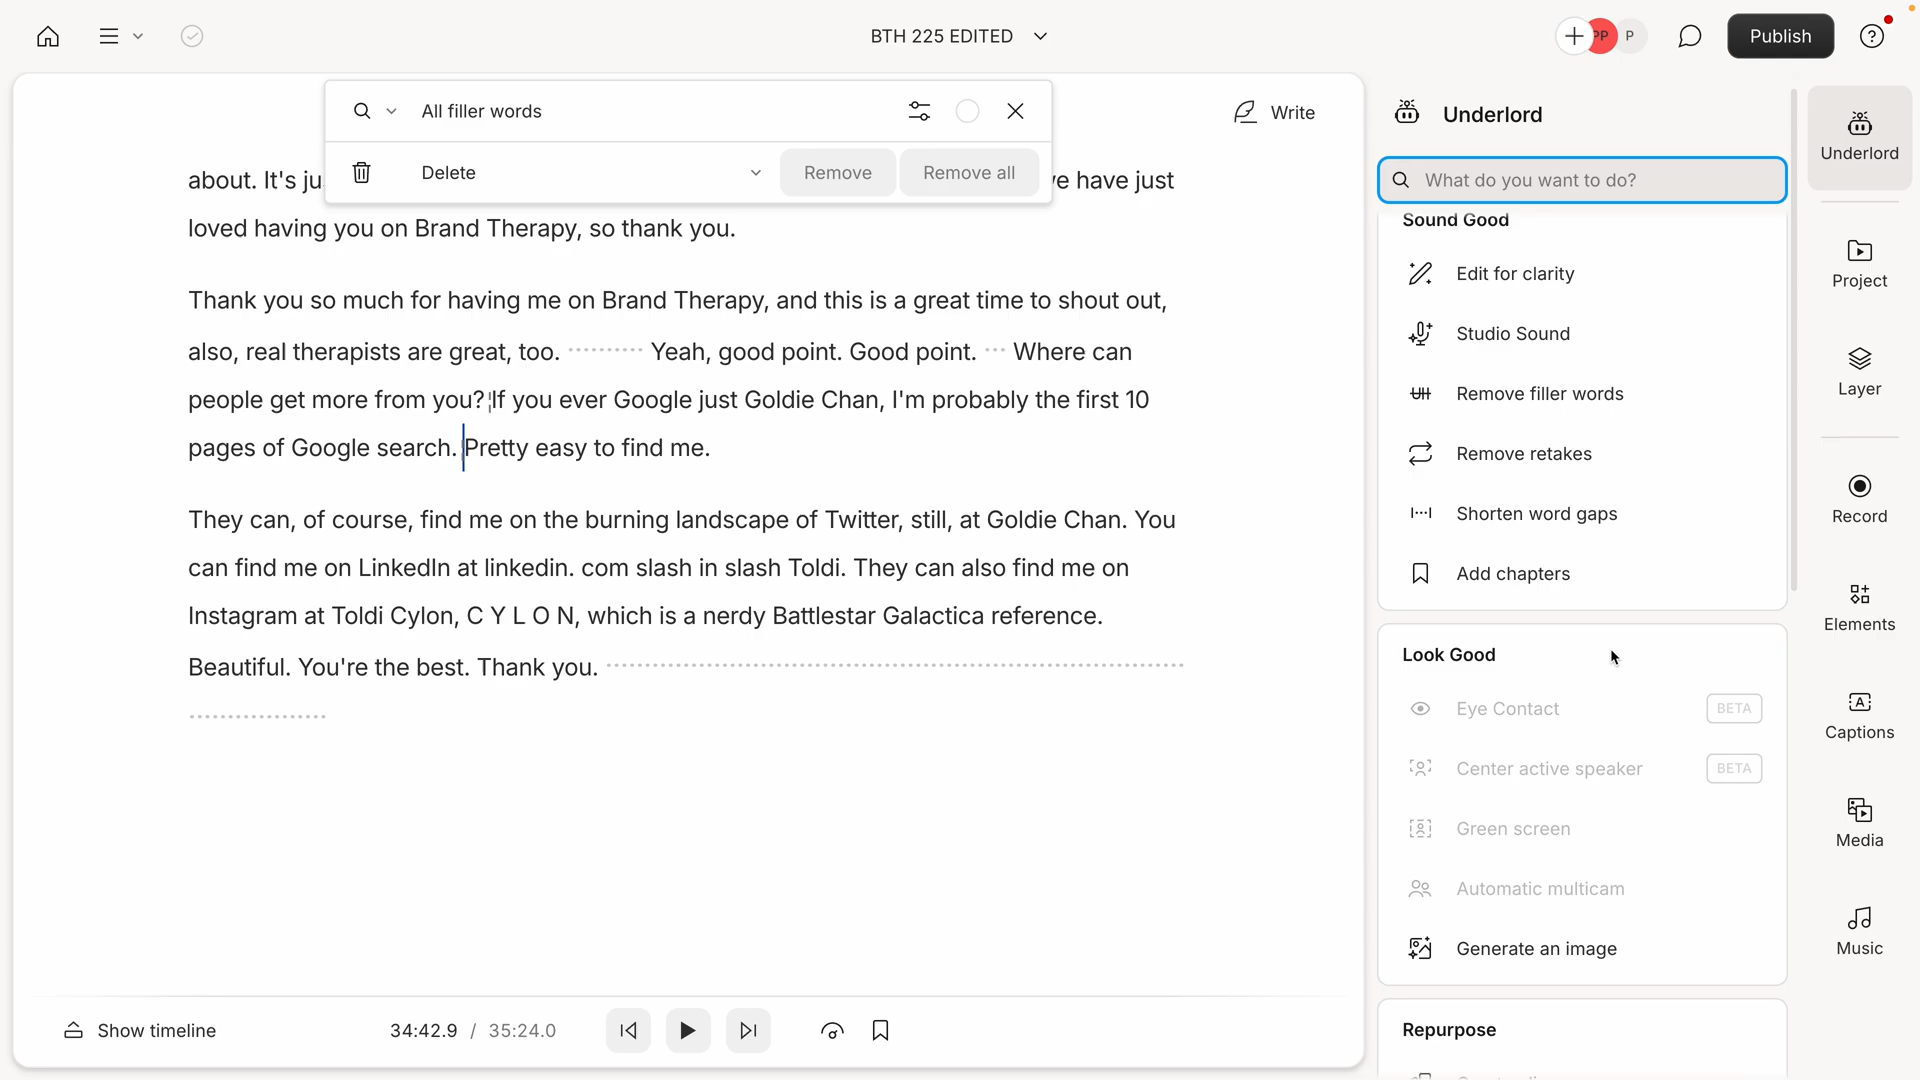 BTH 225 EDITED
PP
P
Publish
All filler words
Delete
Remove
Remove all
Write
about. It's ju
e have just
loved having you on Brand Therapy, so thank you.
Thank you so much for having me on Brand Therapy, and this is a great time to shout out,
also, real therapists are great, too. Yeah, good point. Good point. Where can
people get more from you? If you ever Google just Goldie Chan, I'm probably the first 10
pages of Google search. Pretty easy to find me.
They can, of course, find me on the burning landscape of Twitter, still, at Goldie Chan. You
can find me on LinkedIn at linkedin. com slash in slash Toldi. They can also find me on
Instagram at Toldi Cylon, C Y L O N, which is a nerdy Battlestar Galactica reference.
Beautiful. You're the best. Thank you.
Show timeline
34:42.9 / 35:24.0
Underlord
What do you want to do?
Sound Good
Edit for clarity
Studio Sound
Remove filler words
Remove retakes
Shorten word gaps
Add chapters
Look Good
Eye Contact BETA
Center active speaker BETA
Green screen
Automatic multicam
Generate an image
Repurpose
Underlord
Project
Layer
Record
Elements
Captions
Media
Music